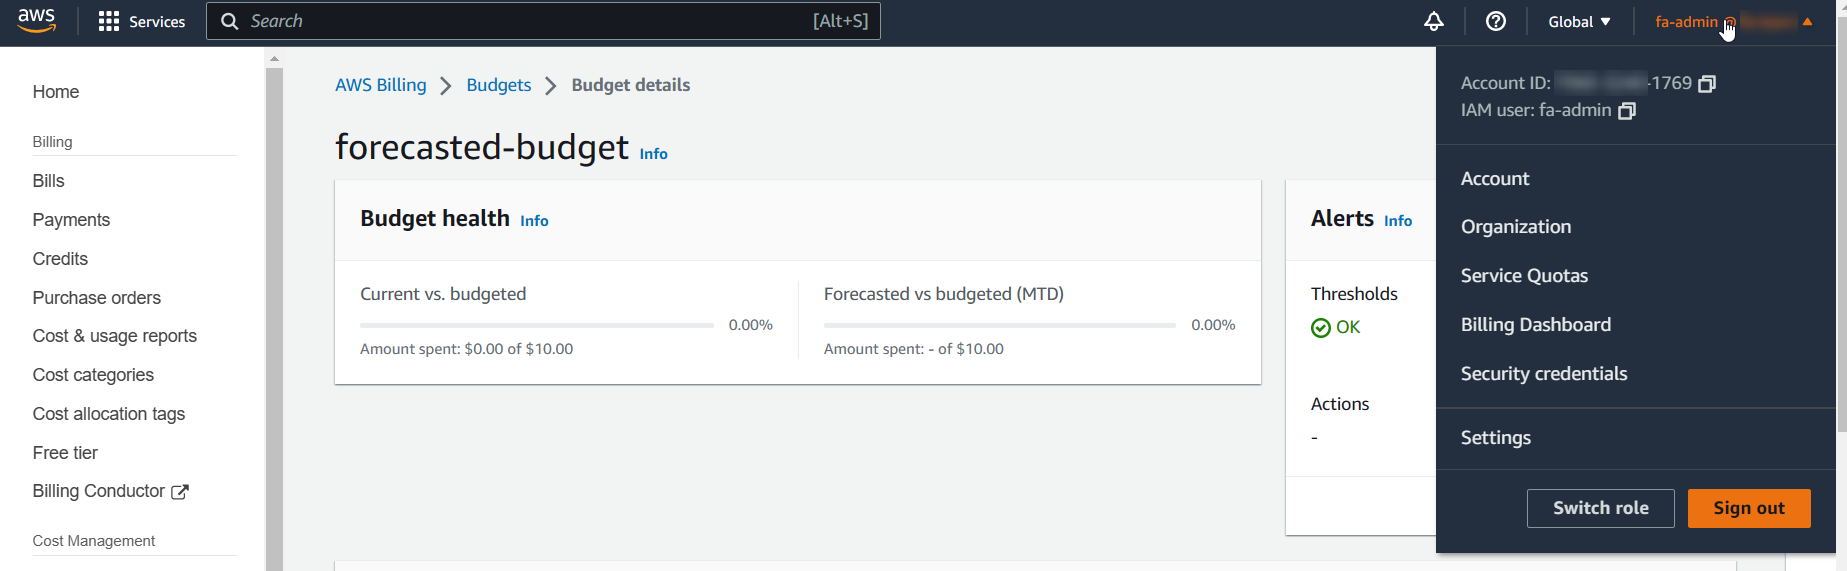 aws
Services
Search
[Alt+S]
Global
fa-admin @
Account ID: -1769
IAM user: fa-admin
Account
Organization
Service Quotas
Billing Dashboard
Security credentials
Settings
Switch role
Sign out
Home
Billing
Bills
Payments
Credits
Purchase orders
Cost & usage reports
Cost categories
Cost allocation tags
Free tier
Billing Conductor
Cost Management
AWS Billing > Budgets > Budget details
forecasted-budget Info
Budget health Info
Current vs. budgeted
0.00%
Amount spent: $0.00 of $10.00
Forecasted vs budgeted (MTD)
0.00%
Amount spent: - of $10.00
Alerts Info
Thresholds
OK
Actions
-